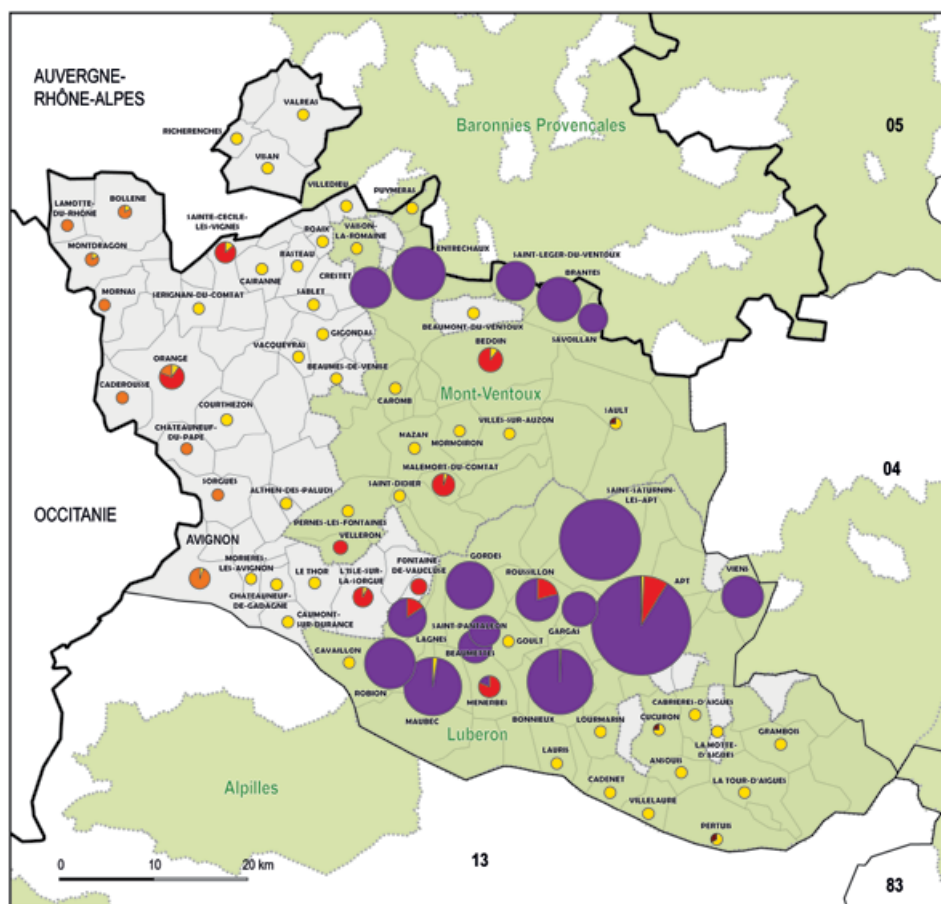 AUVERGNE-
RHÔNE-ALPES
VALREAS
RICHERENCHES
VISAN
Baronnies Provençales
05
VILLEDIEU
PUYMERAS
LAMOTTE-
DU-RHÔNE
BOLLENE
SAINTE-CECILE-
LES-VIGNES
ROAIX
VAISON-
LA-ROMAINE
MONTDRAGON
RASTEAU
CRESTET
ENTRECHAUX
SAINT-LEGER-DU-VENTOUX
BRANTES
CAIRANNE
MORNAS
SERIGNAN-DU-COMTAT
SABLET
SAVOILLAN
BEAUMONT-DU-VENTOUX
GIGONDAS
VACQUEYRAS
BEDOIN
ORANGE
BEAUMES-DE-VENISE
CADEROUSSE
CAROMB
Mont-Ventoux
COURTHEZON
SAULT
CHATEAUNEUF-
DU-PAPE
MAZAN
MORMOIRON
VILLES-SUR-AUZON
MALEMORT-DU-COMTAT
04
SORGUES
ALTHEN-DES-PALUDS
SAINT-DIDIER
SAINT-SATURNIN-
LES-APT
OCCITANIE
PERNES-LES-FONTAINES
VELLERON
AVIGNON
MORIERES-
LES-AVIGNON
LE THOR
L'ISLE-SUR-
LA-SORGUE
FONTAINE-
DE-VAUCLUSE
GORDES
ROUSSILLON
APT
VIENS
CHATEAUNEUF-
DE-GADAGNE
CAUMONT-
SUR-DURANCE
LAGNES
SAINT-PANTALEON
GARGAS
GOULT
BEAUMETTES
CAVAILLON
ROBION
MAUBEC
MENERBES
BONNIEUX
LOURMARIN
CABRIERES-D'AIGUES
CUCURON
Luberon
LA MOTTE-
D'AIGUES
GRAMBOIS
LAURIS
ANSOUIS
Alpilles
CADENET
LA TOUR-D'AIGUES
VILLELAURE
PERTUIS
0 10 20 km
13
83